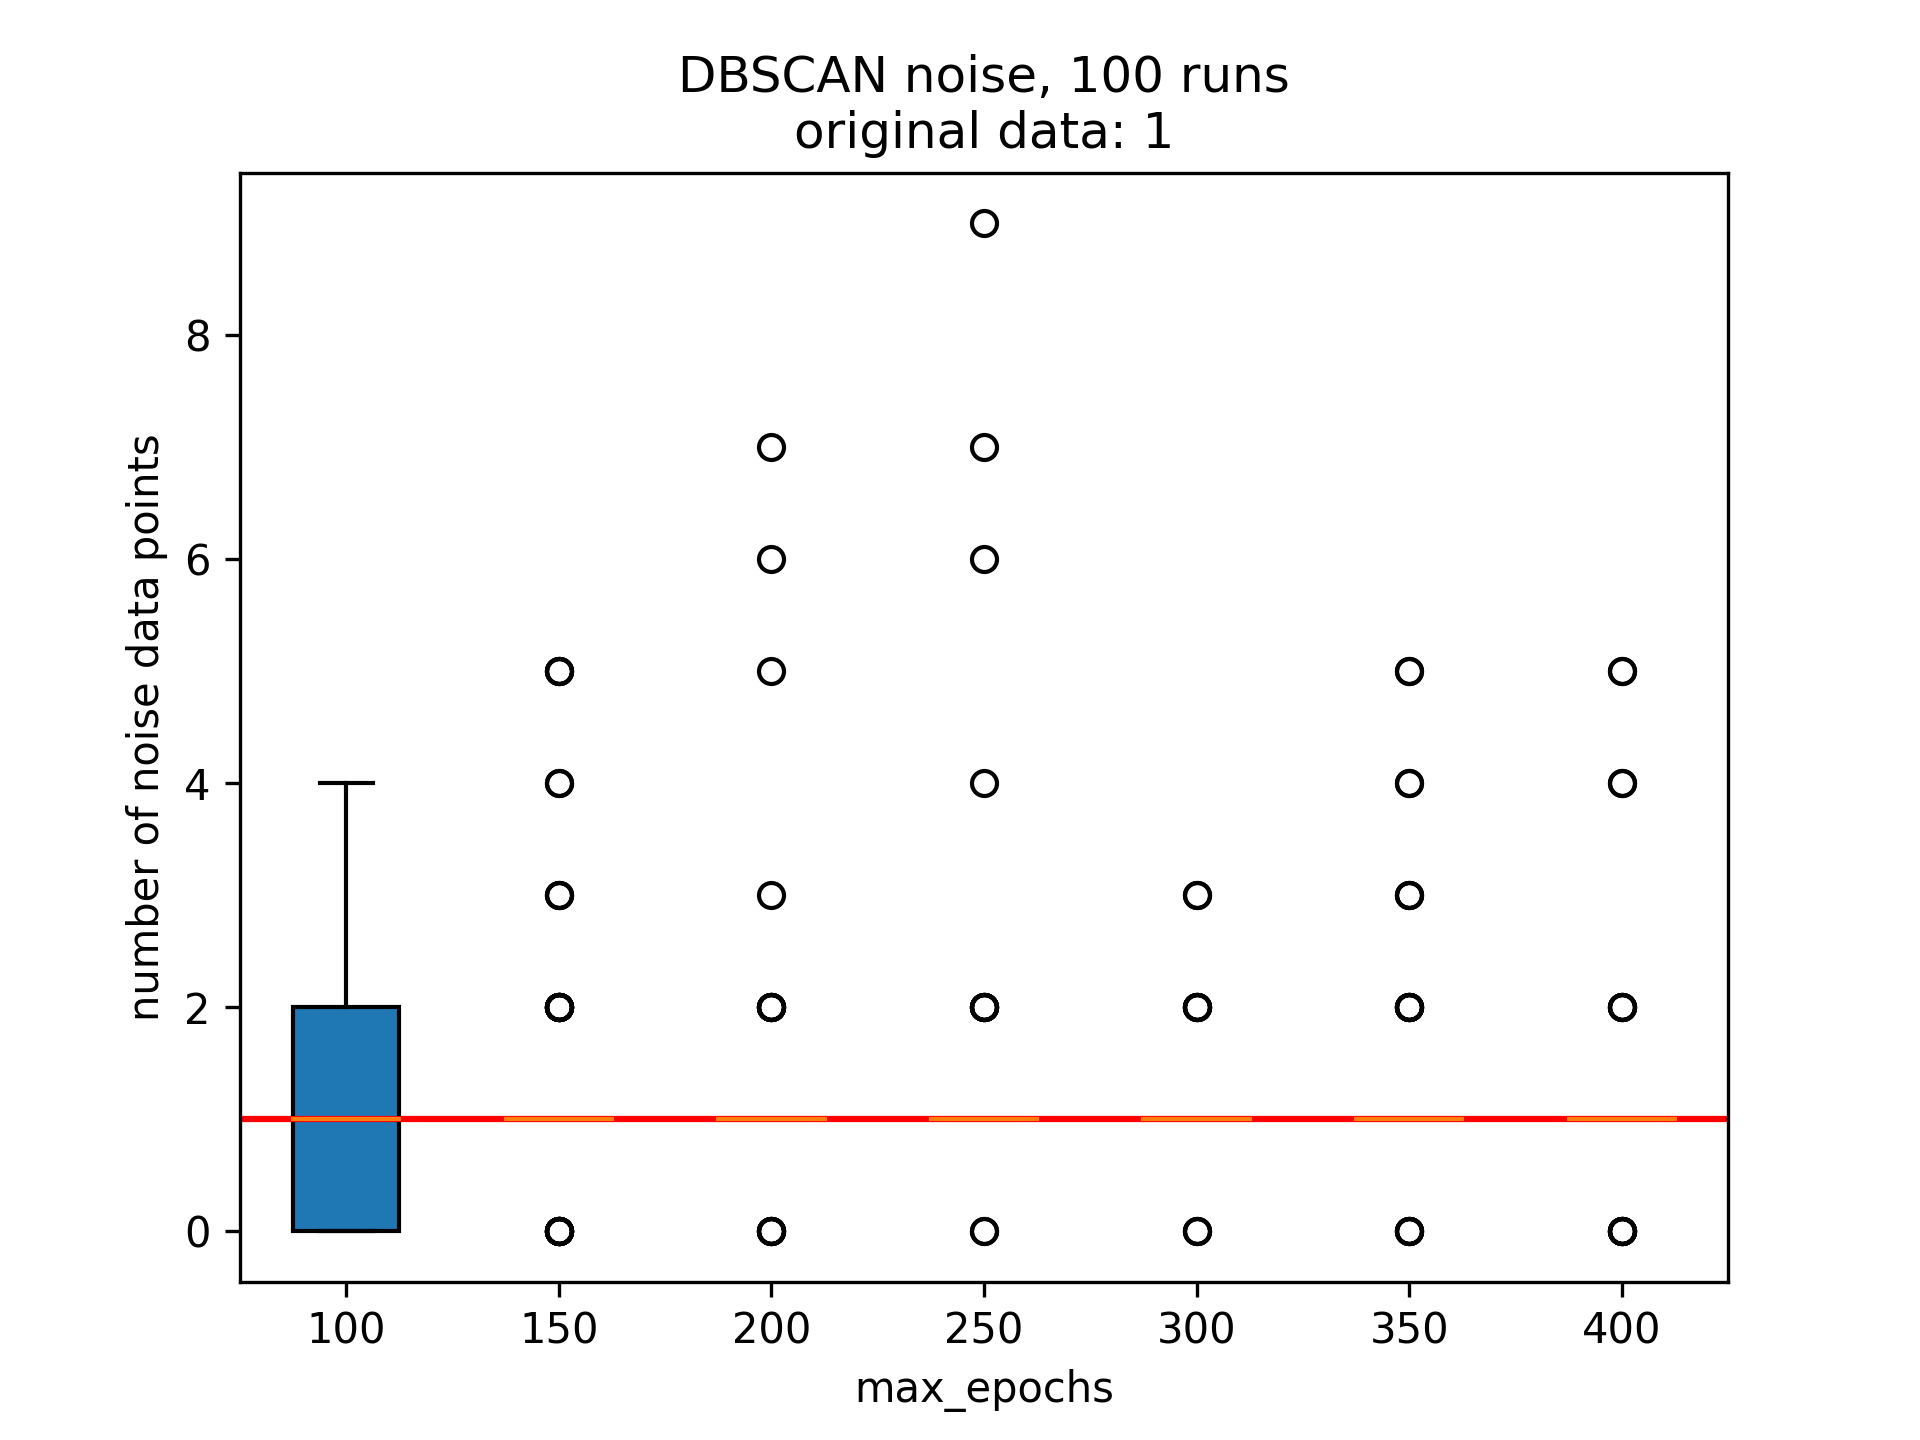 DBSCAN noise, 100 runs
original data: 1
number of noise data points
8
6
4
2
0
100 150 200 250 300 350 400
max_epochs